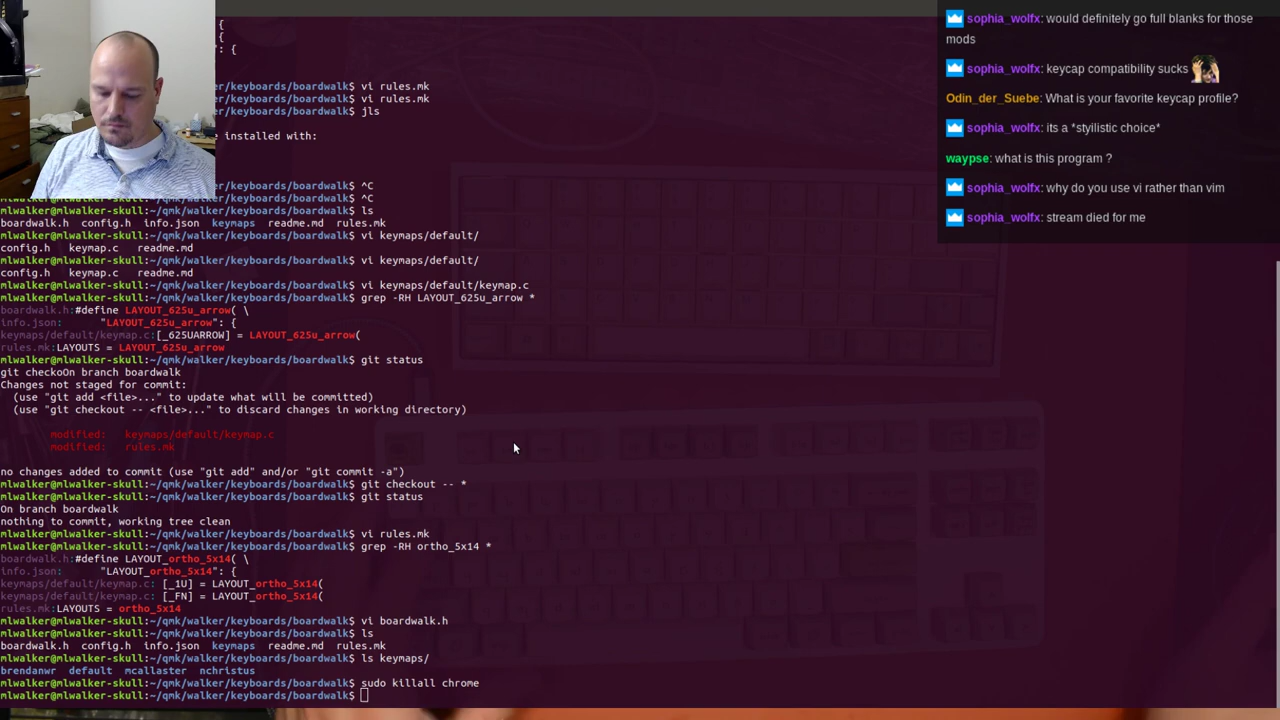 {
{
": {
er/keyboards/boardwalk$ vi rules.mk
er/keyboards/boardwalk$ vi rules.mk
er/keyboards/boardwalk$ jls
e installed with:
er/keyboards/boardwalk$ ^C
er/keyboards/boardwalk$ ^C
mlwalker@mlwalker-skull:~/qmk/walker/keyboards/boardwalk$ ls
boardwalk.h  config.h  info.json  keymaps  readme.md  rules.mk
mlwalker@mlwalker-skull:~/qmk/walker/keyboards/boardwalk$ vi keymaps/default/
config.h  keymap.c  readme.md
mlwalker@mlwalker-skull:~/qmk/walker/keyboards/boardwalk$ vi keymaps/default/
config.h  keymap.c  readme.md
mlwalker@mlwalker-skull:~/qmk/walker/keyboards/boardwalk$ vi keymaps/default/keymap.c
mlwalker@mlwalker-skull:~/qmk/walker/keyboards/boardwalk$ grep -RH LAYOUT_625u_arrow *
boardwalk.h:#define LAYOUT_625u_arrow( \
info.json:    "LAYOUT_625u_arrow": {
keymaps/default/keymap.c:[_625UARROW] = LAYOUT_625u_arrow(
rules.mk:LAYOUTS = LAYOUT_625u_arrow
mlwalker@mlwalker-skull:~/qmk/walker/keyboards/boardwalk$ git status
git checkoOn branch boardwalk
Changes not staged for commit:
(use "git add <file>..." to update what will be committed)
(use "git checkout -- <file>..." to discard changes in working directory)
modified:   keymaps/default/keymap.c
modified:   rules.mk
no changes added to commit (use "git add" and/or "git commit -a")
mlwalker@mlwalker-skull:~/qmk/walker/keyboards/boardwalk$ git checkout -- *
mlwalker@mlwalker-skull:~/qmk/walker/keyboards/boardwalk$ git status
On branch boardwalk
nothing to commit, working tree clean
mlwalker@mlwalker-skull:~/qmk/walker/keyboards/boardwalk$ vi rules.mk
mlwalker@mlwalker-skull:~/qmk/walker/keyboards/boardwalk$ grep -RH ortho_5x14 *
boardwalk.h:#define LAYOUT_ortho_5x14( \
info.json:    "LAYOUT_ortho_5x14": {
keymaps/default/keymap.c: [_1U] = LAYOUT_ortho_5x14(
keymaps/default/keymap.c: [_FN] = LAYOUT_ortho_5x14(
rules.mk:LAYOUTS = ortho_5x14
mlwalker@mlwalker-skull:~/qmk/walker/keyboards/boardwalk$ vi boardwalk.h
mlwalker@mlwalker-skull:~/qmk/walker/keyboards/boardwalk$ ls
boardwalk.h  config.h  info.json  keymaps  readme.md  rules.mk
mlwalker@mlwalker-skull:~/qmk/walker/keyboards/boardwalk$ ls keymaps/
brendanwr  default  mcallaster  nchristus
mlwalker@mlwalker-skull:~/qmk/walker/keyboards/boardwalk$ sudo killall chrome
mlwalker@mlwalker-skull:~/qmk/walker/keyboards/boardwalk$
sophia_wolfx: would definitely go full blanks for those
mods
sophia_wolfx: keycap compatibility sucks
Odin_der_Suebe: What is your favorite keycap profile?
sophia_wolfx: its a *styilistic choice*
waypse: what is this program ?
sophia_wolfx: why do you use vi rather than vim
sophia_wolfx: stream died for me